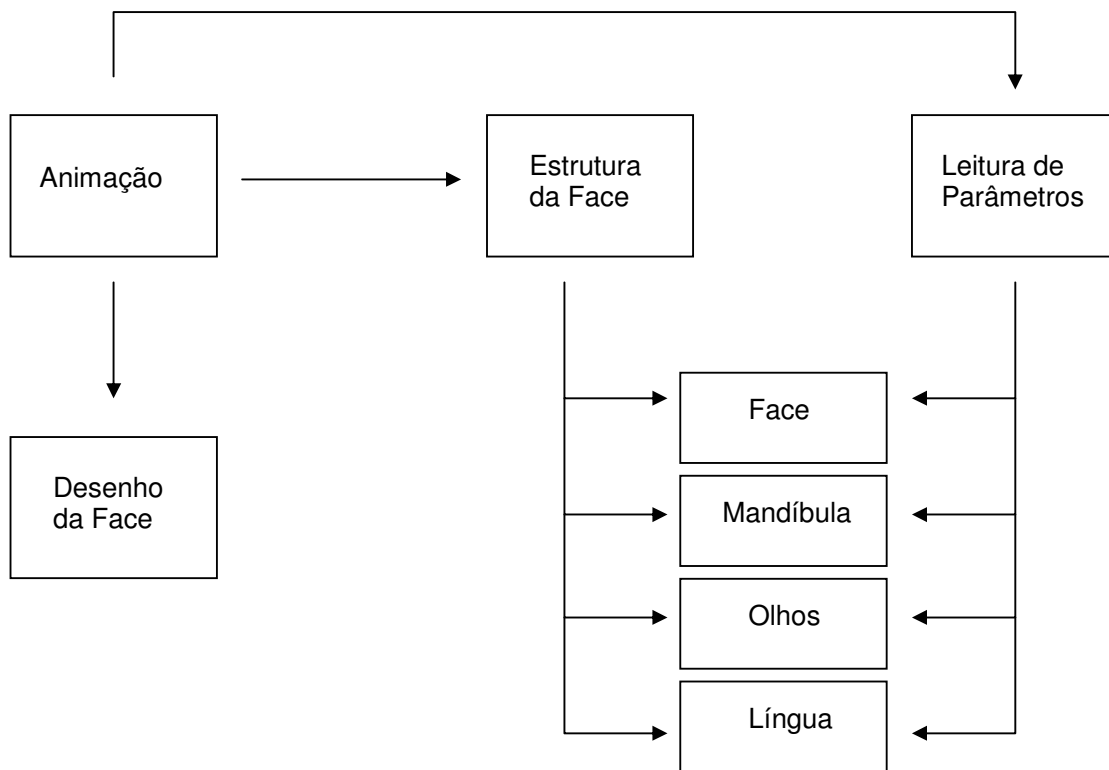 Animação
Estrutura
da Face
Leitura de
Parâmetros
Desenho
da Face
Face
Mandíbula
Olhos
Língua